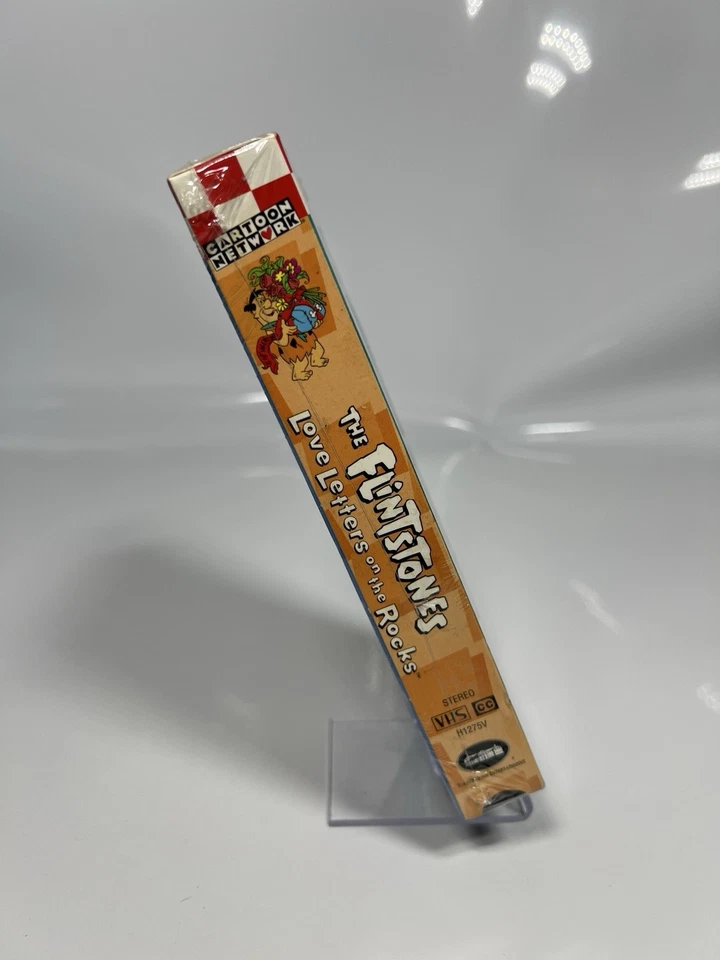 CARTOON
NETWORK
THE FLINTSTONES
Love Letters on the Rocks
STEREO
VHS CC
H1275V